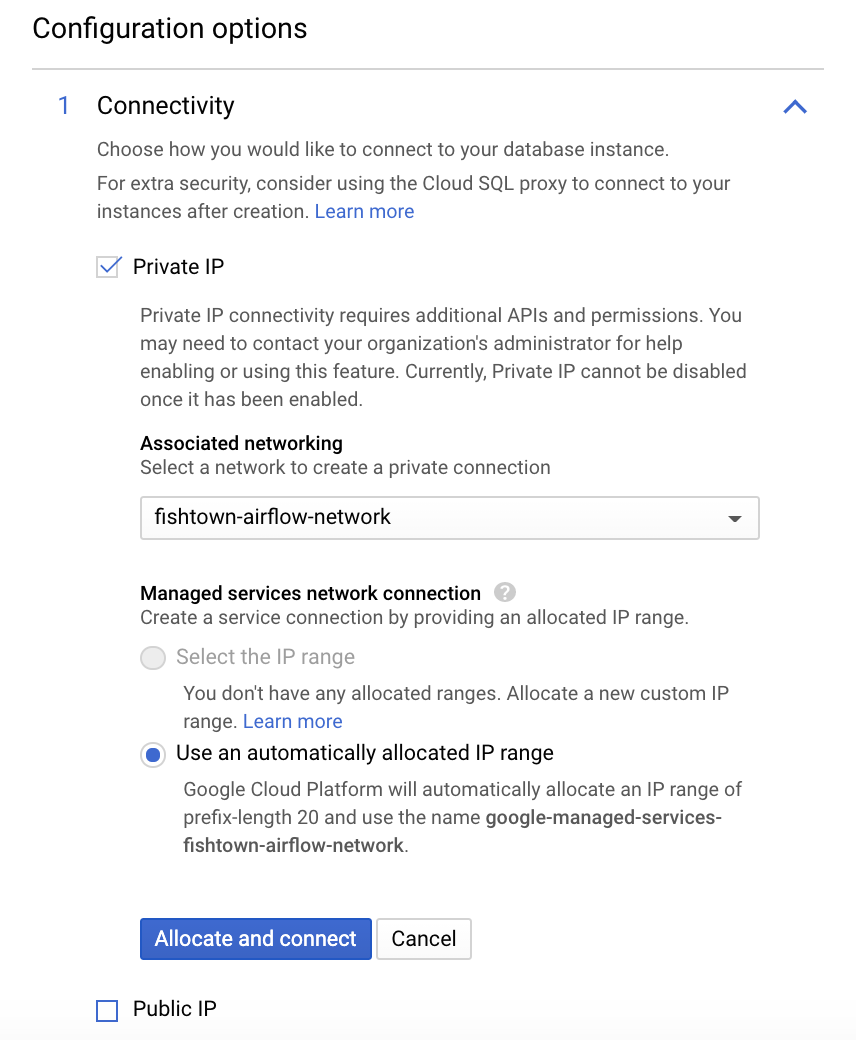 Configuration options
1 Connectivity
Choose how you would like to connect to your database instance.
For extra security, consider using the Cloud SQL proxy to connect to your
instances after creation. Learn more
Private IP
Private IP connectivity requires additional APIs and permissions. You
may need to contact your organization's administrator for help
enabling or using this feature. Currently, Private IP cannot be disabled
once it has been enabled.
Associated networking
Select a network to create a private connection
fishtown-airflow-network
Managed services network connection ?
Create a service connection by providing an allocated IP range.
Select the IP range
You don't have any allocated ranges. Allocate a new custom IP
range. Learn more
Use an automatically allocated IP range
Google Cloud Platform will automatically allocate an IP range of
prefix-length 20 and use the name google-managed-services-
fishtown-airflow-network.
Allocate and connect Cancel
Public IP